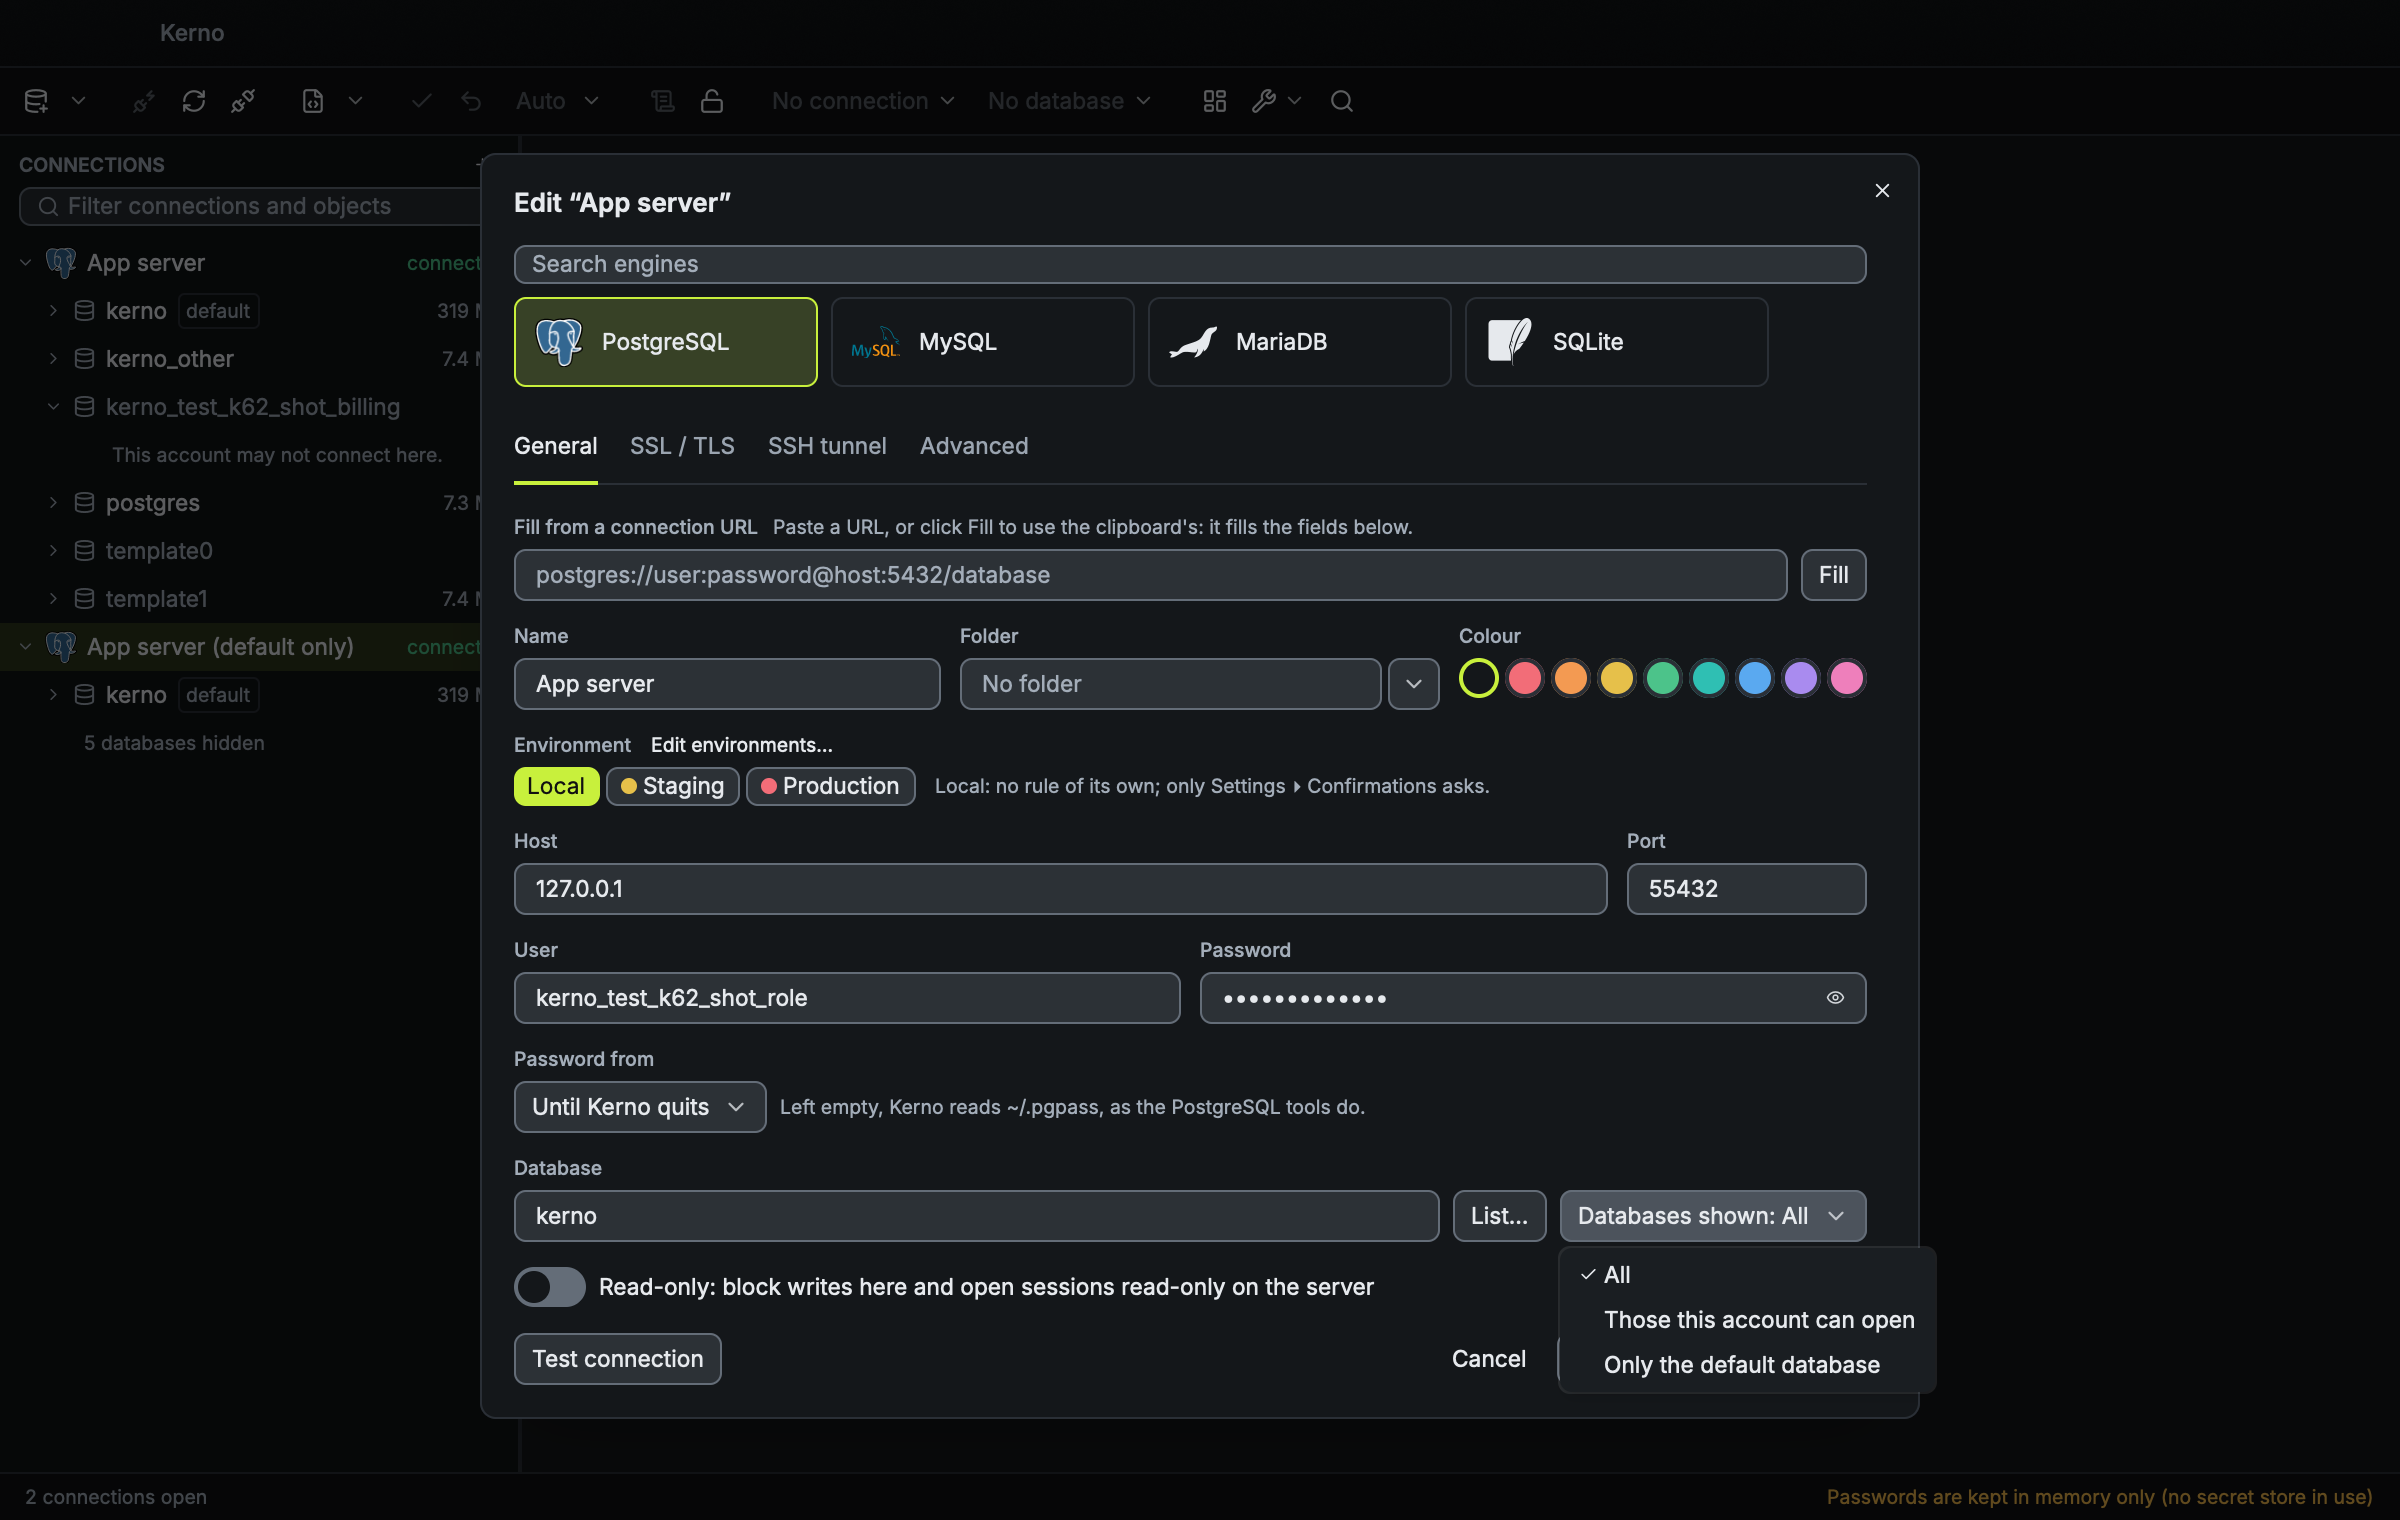 Kerno
Auto
No connection
No database
CONNECTIONS
Filter connections and objects
App server
connect
kerno default 319
kerno_other 7.4
kerno_test_k62_shot_billing
This account may not connect here.
postgres 7.3
template0
template1 7.4
App server (default only) connect
kerno default 319
5 databases hidden
Edit “App server”
Search engines
PostgreSQL
MySQL MySQL
MariaDB
SQLite
General SSL / TLS SSH tunnel Advanced
Fill from a connection URL Paste a URL, or click Fill to use the clipboard's: it fills the fields below.
postgres://user:password@host:5432/database Fill
Name Folder Colour
App server No folder
Environment Edit environments...
Local Staging Production Local: no rule of its own; only Settings ▸ Confirmations asks.
Host Port
127.0.0.1 55432
User Password
kerno_test_k62_shot_role •••••••••••••
Password from
Until Kerno quits Left empty, Kerno reads ~/.pgpass, as the PostgreSQL tools do.
Database
kerno List... Databases shown: All
All
Read-only: block writes here and open sessions read-only on the server
Those this account can open
Test connection Cancel
Only the default database
2 connections open
Passwords are kept in memory only (no secret store in use)